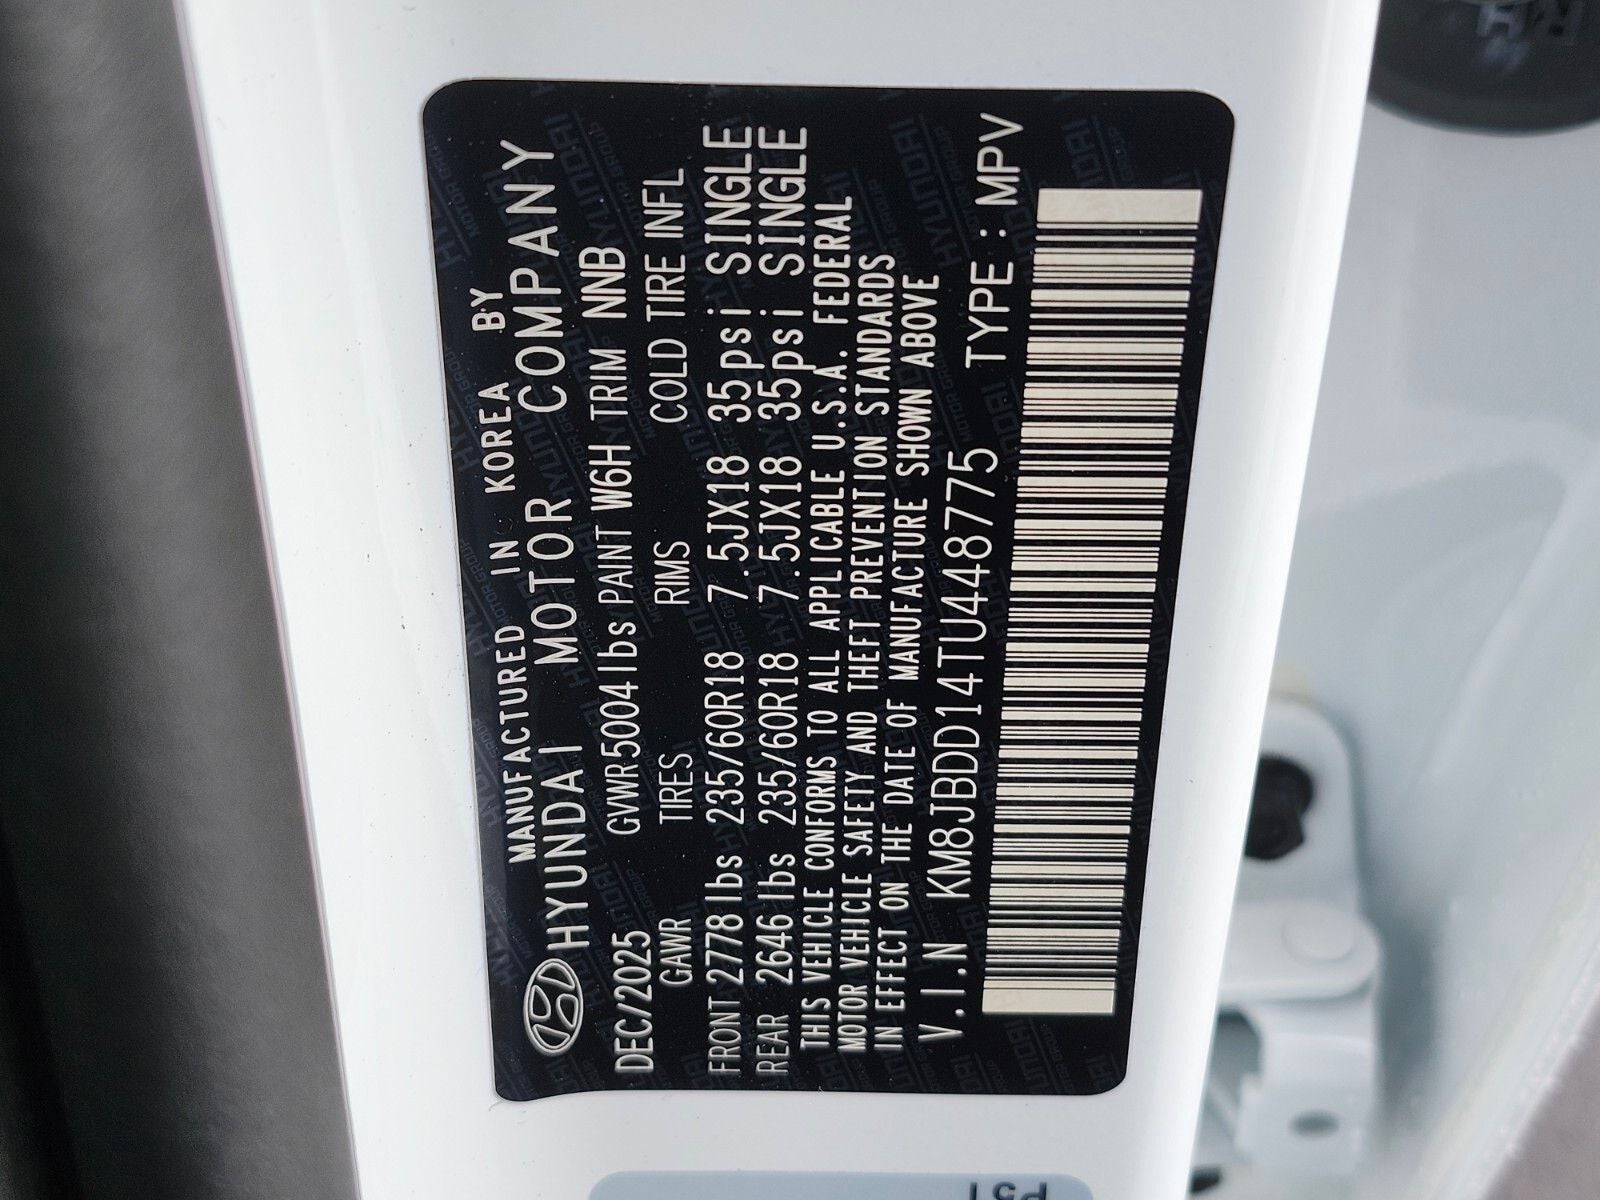 MANUFACTURED IN KOREA BY
HYUNDAI MOTOR COMPANY
DEC/2025 GVWR 5004 lbs PAINT W6H TRIM NNB
GAWR TIRES RIMS COLD TIRE INFL
FRONT 2778 lbs 235/60R18 7.5JX18 35psi SINGLE
REAR 2646 lbs 235/60R18 7.5JX18 35psi SINGLE
THIS VEHICLE CONFORMS TO ALL APPLICABLE U.S.A. FEDERAL
MOTOR VEHICLE SAFETY AND THEFT PREVENTION STANDARDS
IN EFFECT ON THE DATE OF MANUFACTURE SHOWN ABOVE
V.I.N KM8JBDD14TU448775 TYPE : MPV
P51
RH